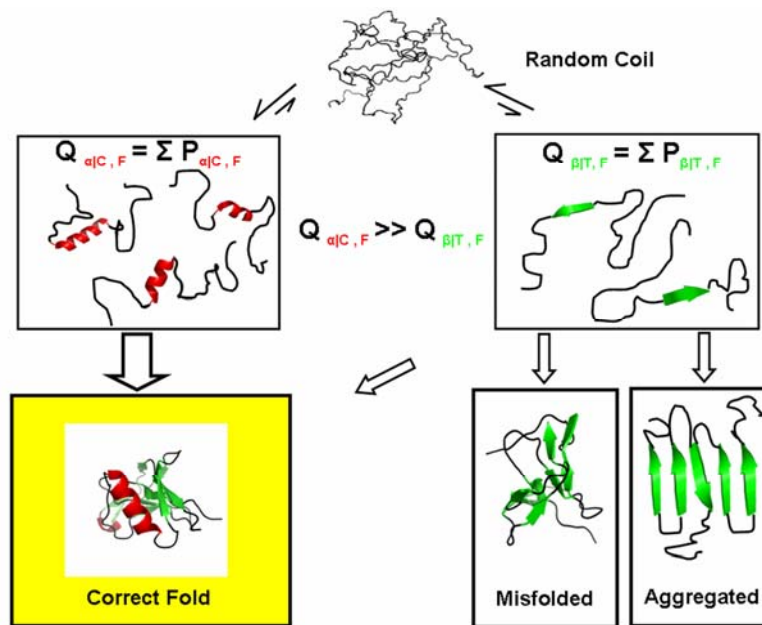 Random Coil
Q α|C , F = Σ P α|C , F
Q β|T, F = Σ P β|T , F
Q α|C , F >> Q β|T , F
Correct Fold
Misfolded
Aggregated